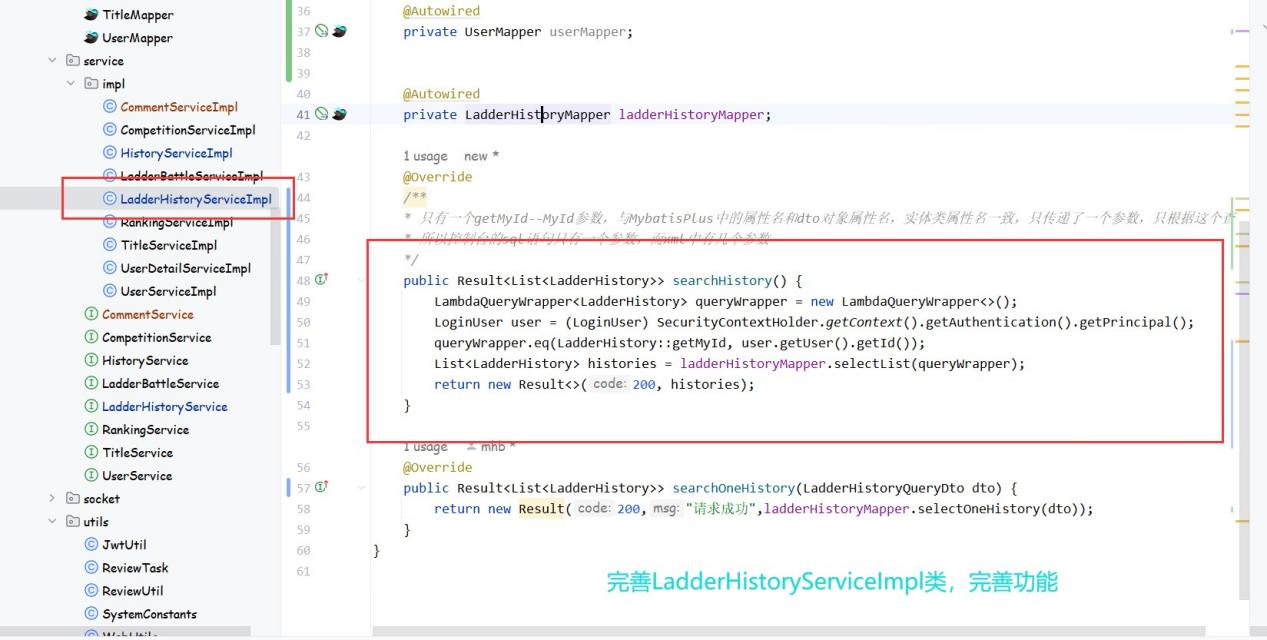 TitleMapper
UserMapper
service
impl
CommentServiceImpl
CompetitionServiceImpl
HistoryServiceImpl
LadderBattleServiceImpl
LadderHistoryServiceImpl
RankingServiceImpl
TitleServiceImpl
UserDetailServiceImpl
UserServiceImpl
CommentService
CompetitionService
HistoryService
LadderBattleService
LadderHistoryService
RankingService
TitleService
UserService
socket
utils
JwtUtil
ReviewTask
ReviewUtil
SystemConstants
WebUtils
36 @Autowired
37 private UserMapper userMapper;
38
39
40 @Autowired
41 private LadderHistoryMapper ladderHistoryMapper;
42
1 usage new *
43 @Override
44 /**
45 * 只有一个getMyId--MyId参数，与MybatisPlus中的属性名和dto对象属性名，实体类属性名一致，只传递了一个参数，只根据这个查
46 * 所以控制台的sql语句只有一个参数，而xml中有几个参数
47 */
48 public Result<List<LadderHistory>> searchHistory() {
49 LambdaQueryWrapper<LadderHistory> queryWrapper = new LambdaQueryWrapper<>();
50 LoginUser user = (LoginUser) SecurityContextHolder.getContext().getAuthentication().getPrincipal();
51 queryWrapper.eq(LadderHistory::getMyId, user.getUser().getId());
52 List<LadderHistory> histories = ladderHistoryMapper.selectList(queryWrapper);
53 return new Result<>( code: 200, histories);
54 }
55
1 usage mhb *
56 @Override
57 public Result<List<LadderHistory>> searchOneHistory(LadderHistoryQueryDto dto) {
58 return new Result( code: 200, msg: "请求成功",ladderHistoryMapper.selectOneHistory(dto));
59 }
60 }
61
完善LadderHistoryServiceImpl类，完善功能